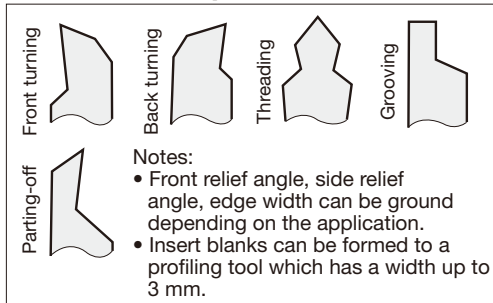 Front turning
Back turning
Threading
Grooving
Parting-off
Notes:
• Front relief angle, side relief
angle, edge width can be ground
depending on the application.
• Insert blanks can be formed to a
profiling tool which has a width up to
3 mm.